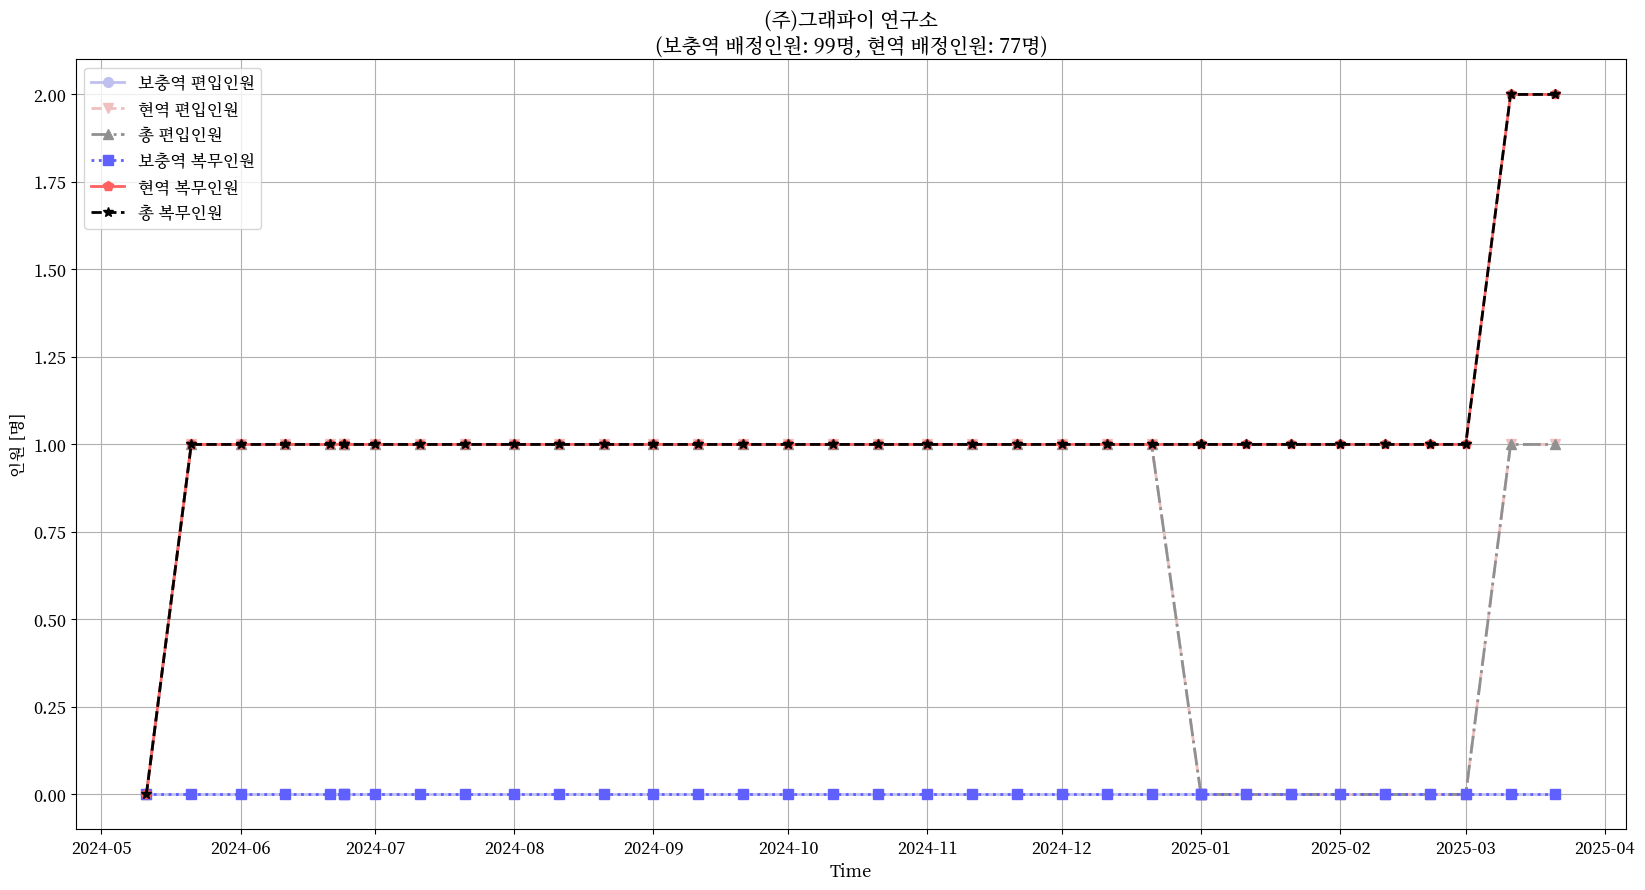 (주)그래파이 연구소
(보충역 배정인원: 99명, 현역 배정인원: 77명)
보충역 편입인원
현역 편입인원
총 편입인원
보충역 복무인원
현역 복무인원
총 복무인원
2.00
1.75
1.50
1.25
1.00
0.75
0.50
0.25
0.00
인원 [명]
2024-05 2024-06 2024-07 2024-08 2024-09 2024-10 2024-11 2024-12 2025-01 2025-02 2025-03 2025-04
Time